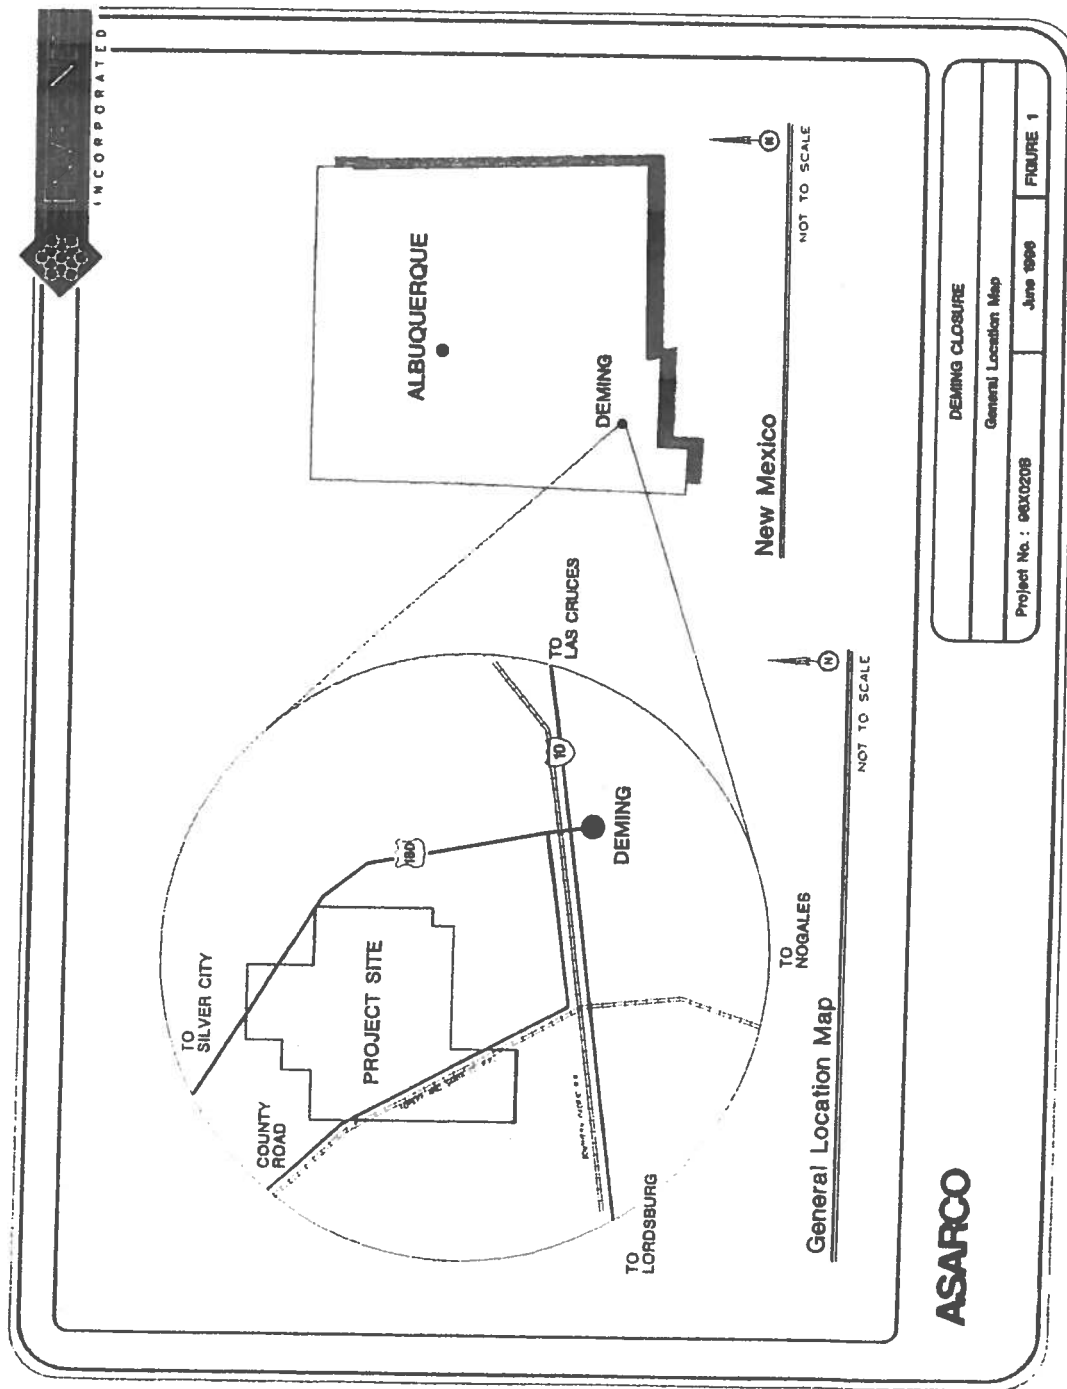 INCORPORATED
TO
SILVER CITY
COUNTY
ROAD
PROJECT SITE
180
10
TO
LAS CRUCES
DEMING
TO
LORDSBURG
TO
NOGALES
General Location Map
N
NOT TO SCALE
ALBUQUERQUE
DEMING
New Mexico
N
NOT TO SCALE
ASARCO
DEMING CLOSURE
General Location Map
Project No. : 96X020B
June 1996
FIGURE 1